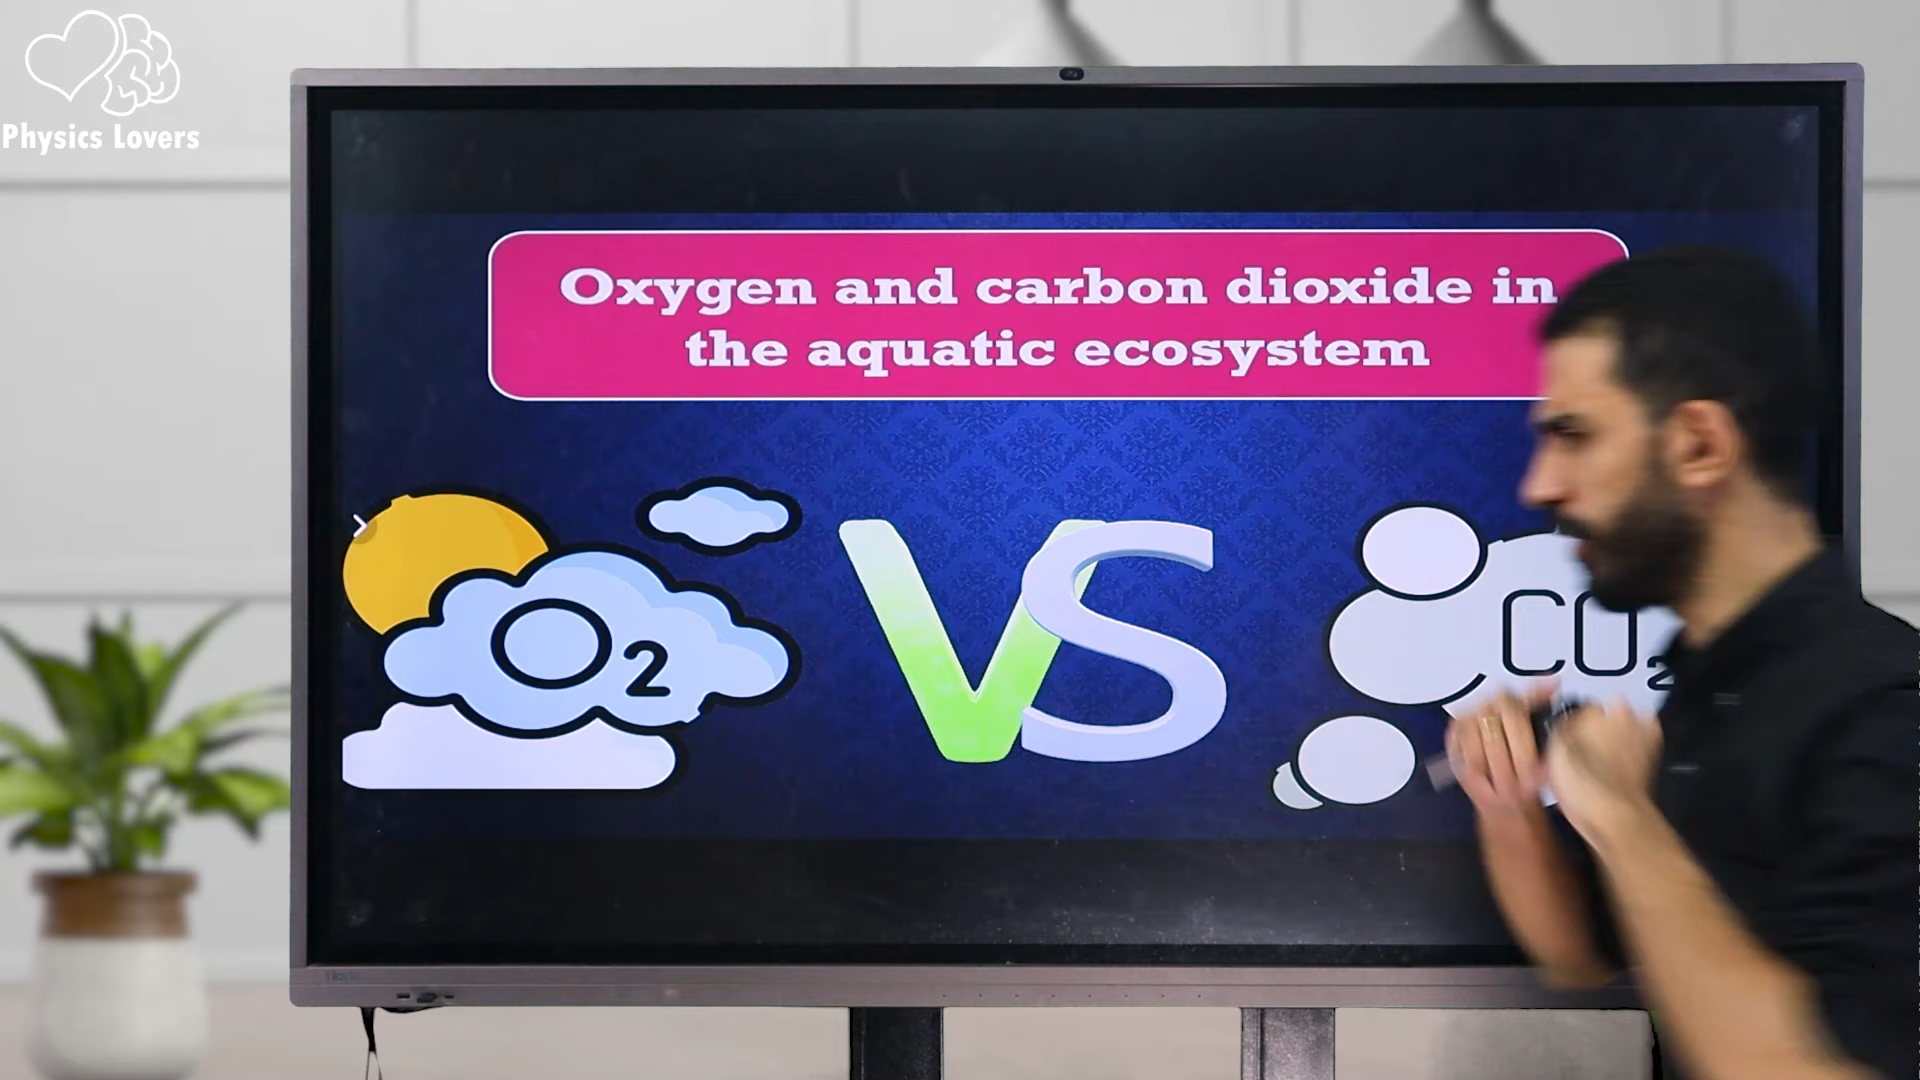 Physics Lovers
Oxygen and carbon dioxide in
the aquatic ecosystem
O2
VS
CO2